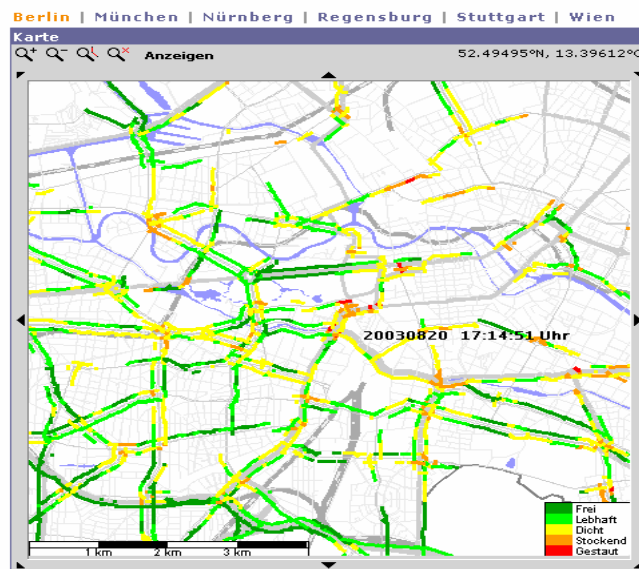 Berlin | München | Nürnberg | Regensburg | Stuttgart | Wien
Karte
Anzeigen 52.49495°N, 13.39612°
20030820 17:14:51 Uhr
Frei
Lebhaft
Dicht
Stockend
Gestaut
1 km 2 km 3 km